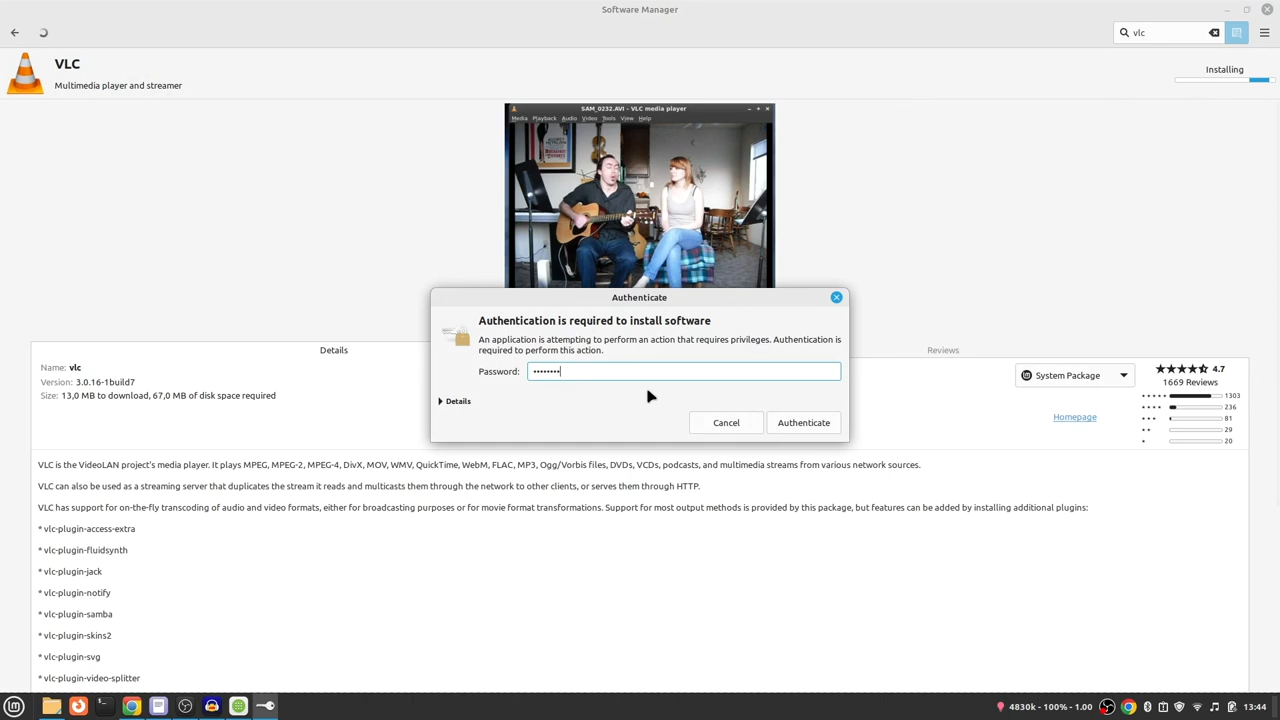 Software Manager
vlc
VLC
Multimedia player and streamer
Installing
SAM_0232.AVI - VLC media player
Media Playback Audio Video Tools View Help
Authenticate
Authentication is required to install software
An application is attempting to perform an action that requires privileges. Authentication is
required to perform this action.
Password: ••••••••
Details
Cancel
Authenticate
Details
Reviews
Name: vlc
Version: 3.0.16-1build7
Size: 13,0 MB to download, 67,0 MB of disk space required
System Package
4.7
1669 Reviews
1303
236
81
29
20
Homepage
VLC is the VideoLAN project's media player. It plays MPEG, MPEG-2, MPEG-4, DivX, MOV, WMV, QuickTime, WebM, FLAC, MP3, Ogg/Vorbis files, DVDs, VCDs, podcasts, and multimedia streams from various network sources.
VLC can also be used as a streaming server that duplicates the stream it reads and multicasts them through the network to other clients, or serves them through HTTP.
VLC has support for on-the-fly transcoding of audio and video formats, either for broadcasting purposes or for movie format transformations. Support for most output methods is provided by this package, but features can be added by installing additional plugins:
* vlc-plugin-access-extra
* vlc-plugin-fluidsynth
* vlc-plugin-jack
* vlc-plugin-notify
* vlc-plugin-samba
* vlc-plugin-skins2
* vlc-plugin-svg
* vlc-plugin-video-splitter
4830k - 100% - 1.00
13:44